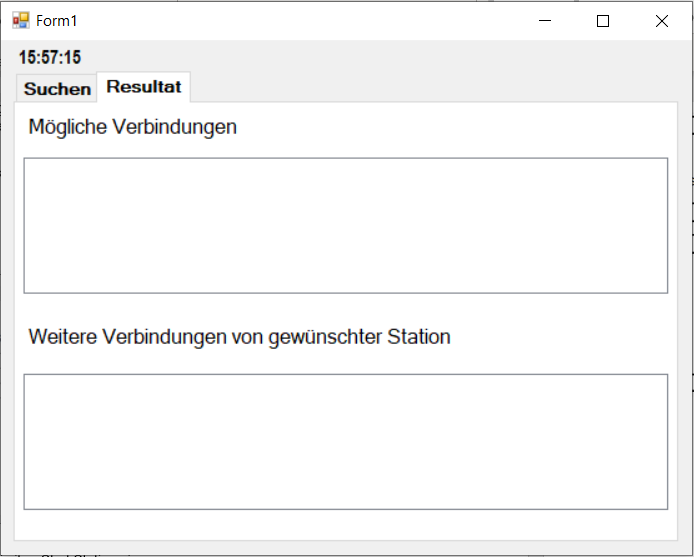 Form1
15:57:15
Suchen Resultat
Mögliche Verbindungen
Weitere Verbindungen von gewünschter Station